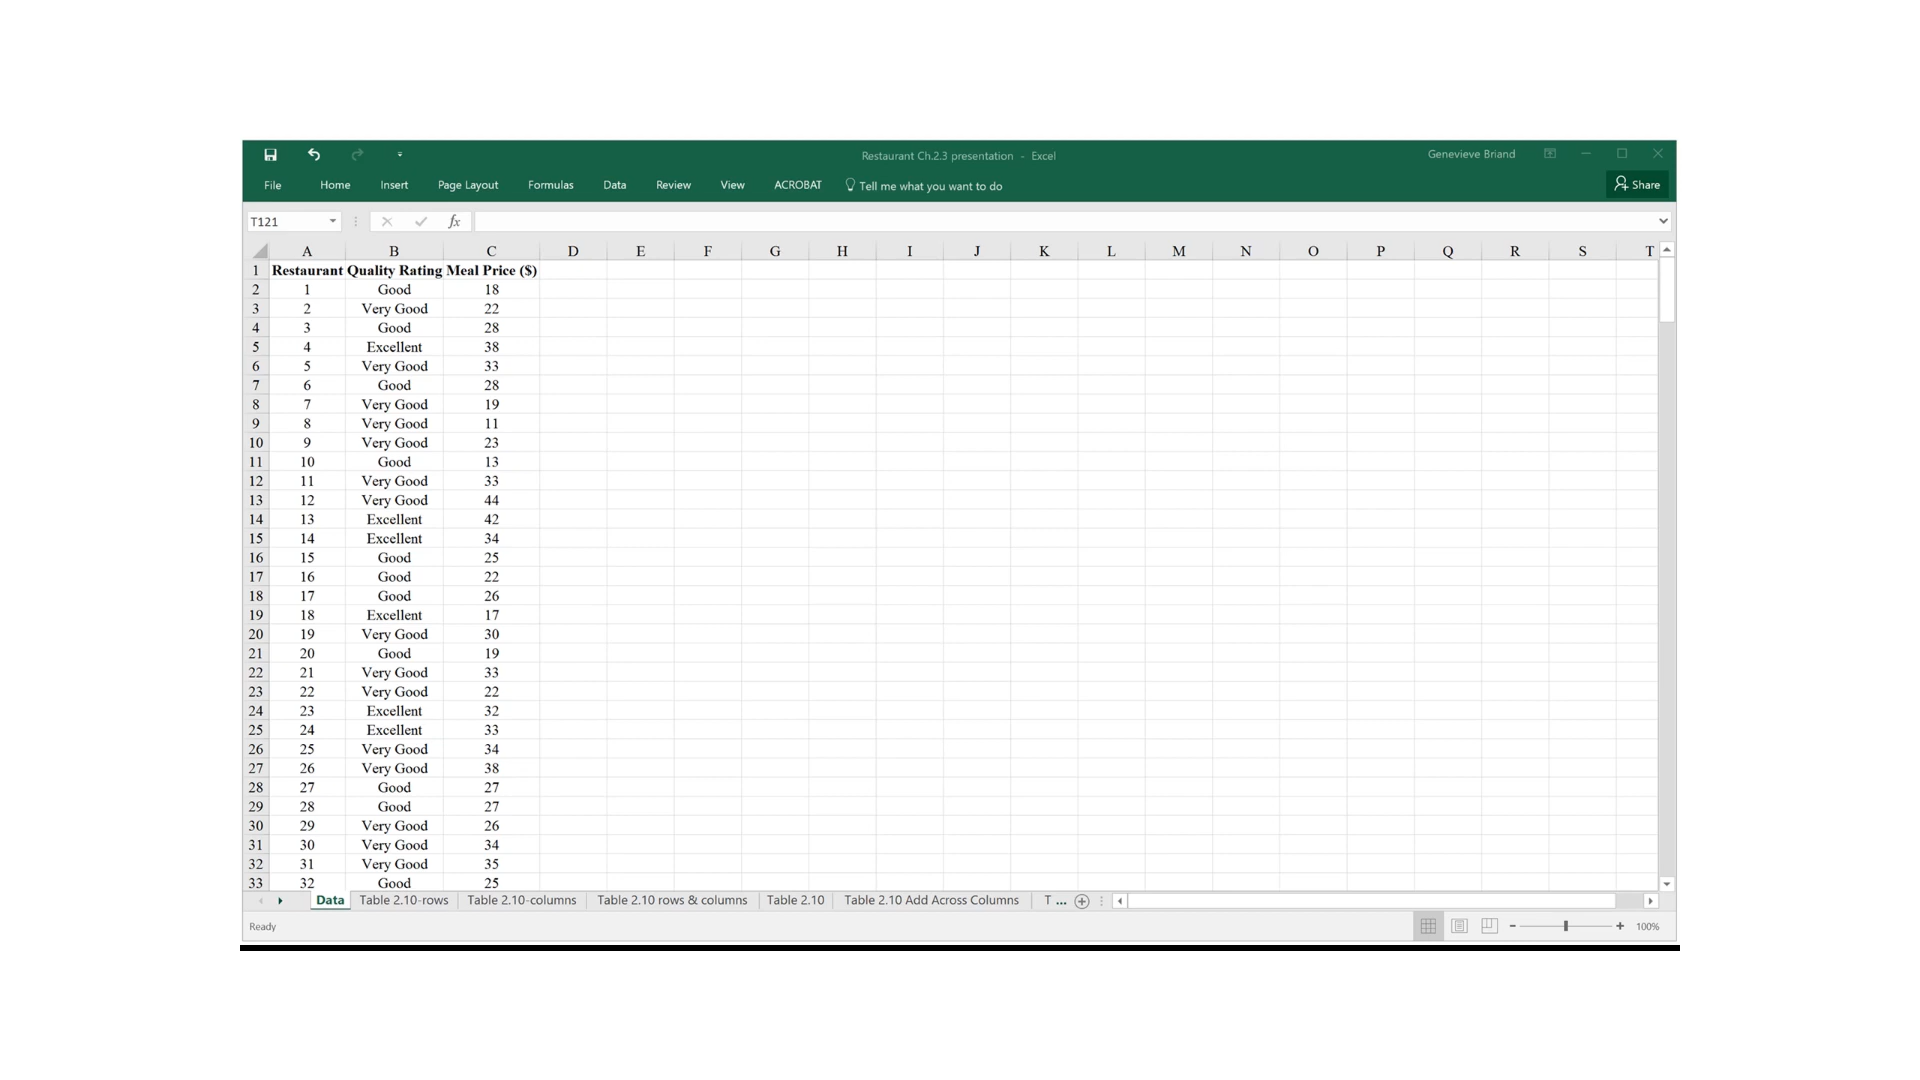 Restaurant Ch.2.3 presentation - Excel
Genevieve Briand
File Home Insert Page Layout Formulas Data Review View ACROBAT Tell me what you want to do Share
T121 fx
A B C D E F G H I J K L M N O P Q R S T
1 Restaurant Quality Rating Meal Price ($)
2 1 Good 18
3 2 Very Good 22
4 3 Good 28
5 4 Excellent 38
6 5 Very Good 33
7 6 Good 28
8 7 Very Good 19
9 8 Very Good 11
10 9 Very Good 23
11 10 Good 13
12 11 Very Good 33
13 12 Very Good 44
14 13 Excellent 42
15 14 Excellent 34
16 15 Good 25
17 16 Good 22
18 17 Good 26
19 18 Excellent 17
20 19 Very Good 30
21 20 Good 19
22 21 Very Good 33
23 22 Very Good 22
24 23 Excellent 32
25 24 Excellent 33
26 25 Very Good 34
27 26 Very Good 38
28 27 Good 27
29 28 Good 27
30 29 Very Good 26
31 30 Very Good 34
32 31 Very Good 35
33 32 Good 25
Data Table 2.10-rows Table 2.10-columns Table 2.10 rows & columns Table 2.10 Table 2.10 Add Across Columns T ...
Ready 100%